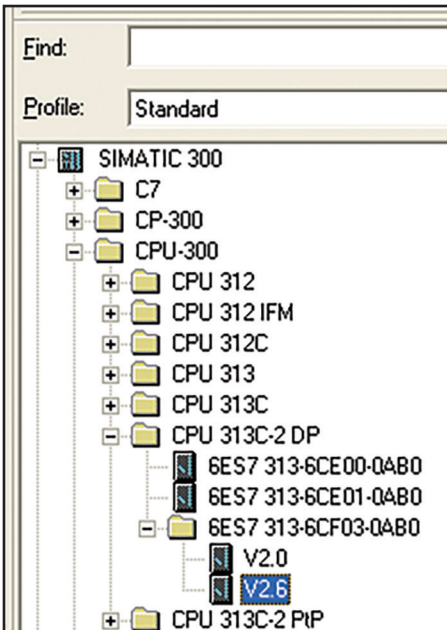 Find:
Profile: Standard
SIMATIC 300
C7
CP-300
CPU-300
CPU 312
CPU 312 IFM
CPU 312C
CPU 313
CPU 313C
CPU 313C-2 DP
6ES7 313-6CE00-0AB0
6ES7 313-6CE01-0AB0
6ES7 313-6CF03-0AB0
V2.0
V2.6
CPU 313C-2 PtP